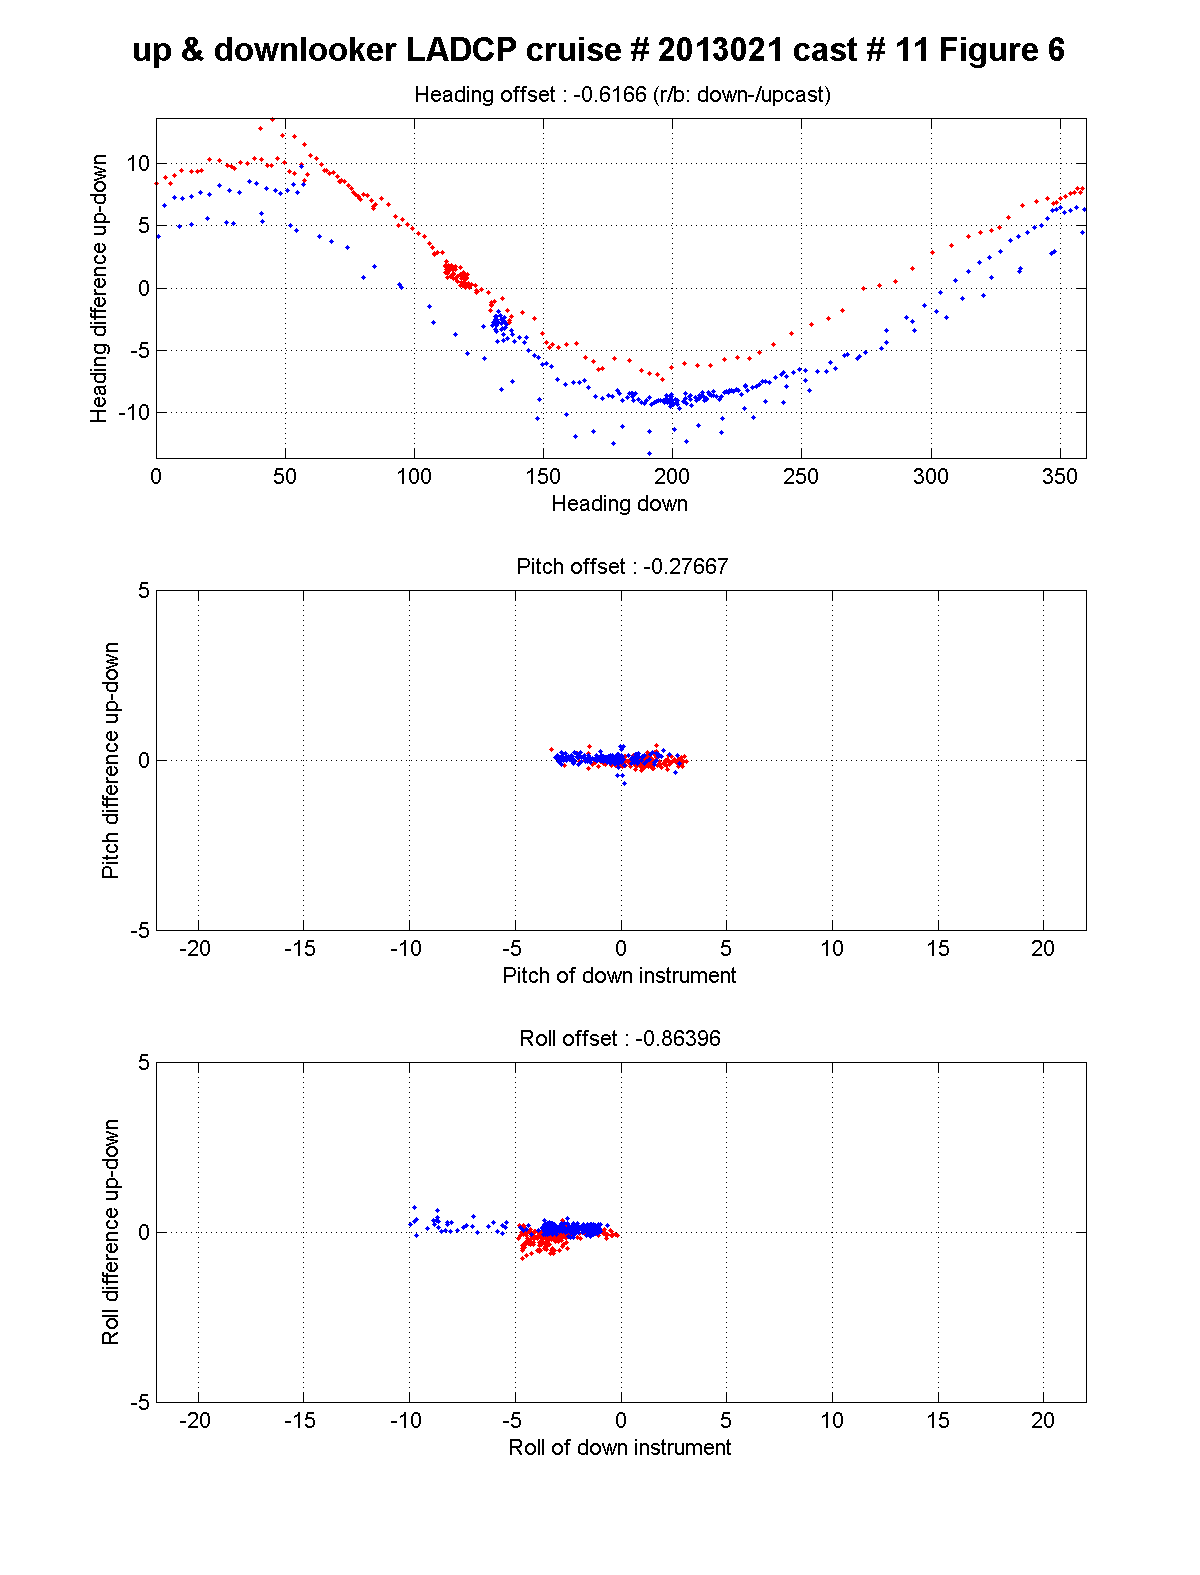 up & downlooker LADCP cruise # 2013021 cast # 11 Figure 6
Heading offset : -0.6166 (r/b: down-/upcast)
Heading difference up-down
10
5
0
-5
-10
0 50 100 150 200 250 300 350
Heading down
Pitch offset : -0.27667
Pitch difference up-down
5
0
-5
-20 -15 -10 -5 0 5 10 15 20
Pitch of down instrument
Roll offset : -0.86396
Roll difference up-down
5
0
-5
-20 -15 -10 -5 0 5 10 15 20
Roll of down instrument